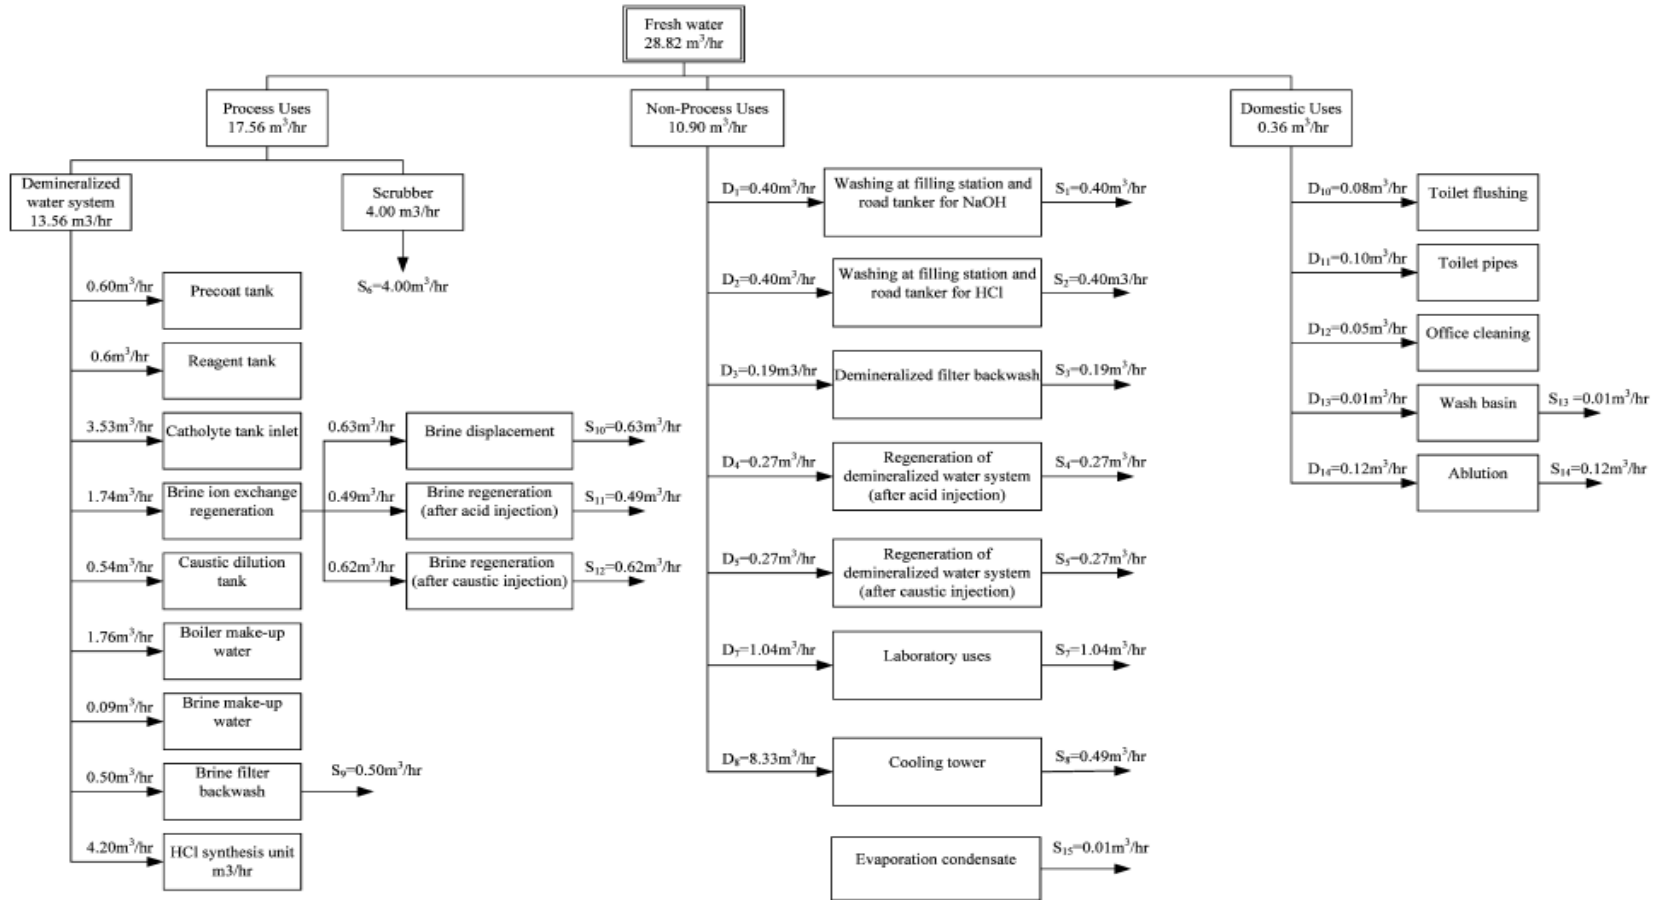 Fresh water
28.82 m³/hr
Process Uses
17.56 m³/hr
Non-Process Uses
10.90 m³/hr
Domestic Uses
0.36 m³/hr
Demineralized
water system
13.56 m3/hr
Scrubber
4.00 m3/hr
S₆=4.00m³/hr
0.60m³/hr
Precoat tank
0.6m³/hr
Reagent tank
3.53m³/hr
Catholyte tank inlet
1.74m³/hr
Brine ion exchange
regeneration
0.63m³/hr
Brine displacement
S₁₀=0.63m³/hr
0.49m³/hr
Brine regeneration
(after acid injection)
S₁₁=0.49m³/hr
0.62m³/hr
Brine regeneration
(after caustic injection)
S₁₂=0.62m³/hr
0.54m³/hr
Caustic dilution
tank
1.76m³/hr
Boiler make-up
water
0.09m³/hr
Brine make-up
water
0.50m³/hr
Brine filter
backwash
S₉=0.50m³/hr
4.20m³/hr
HCl synthesis unit
m3/hr
D₁=0.40m³/hr
Washing at filling station and
road tanker for NaOH
S₁=0.40m³/hr
D₂=0.40m³/hr
Washing at filling station and
road tanker for HCl
S₂=0.40m3/hr
D₃=0.19m3/hr
Demineralized filter backwash
S₃=0.19m³/hr
D₄=0.27m³/hr
Regeneration of
demineralized water system
(after acid injection)
S₄=0.27m³/hr
D₅=0.27m³/hr
Regeneration of
demineralized water system
(after caustic injection)
S₅=0.27m³/hr
D₇=1.04m³/hr
Laboratory uses
S₇=1.04m³/hr
D₈=8.33m³/hr
Cooling tower
S₈=0.49m³/hr
Evaporation condensate
S₁₅=0.01m³/hr
D₁₀=0.08m³/hr
Toilet flushing
D₁₁=0.10m³/hr
Toilet pipes
D₁₂=0.05m³/hr
Office cleaning
D₁₃=0.01m³/hr
Wash basin
S₁₃ =0.01m³/hr
D₁₄=0.12m³/hr
Ablution
S₁₄=0.12m³/hr